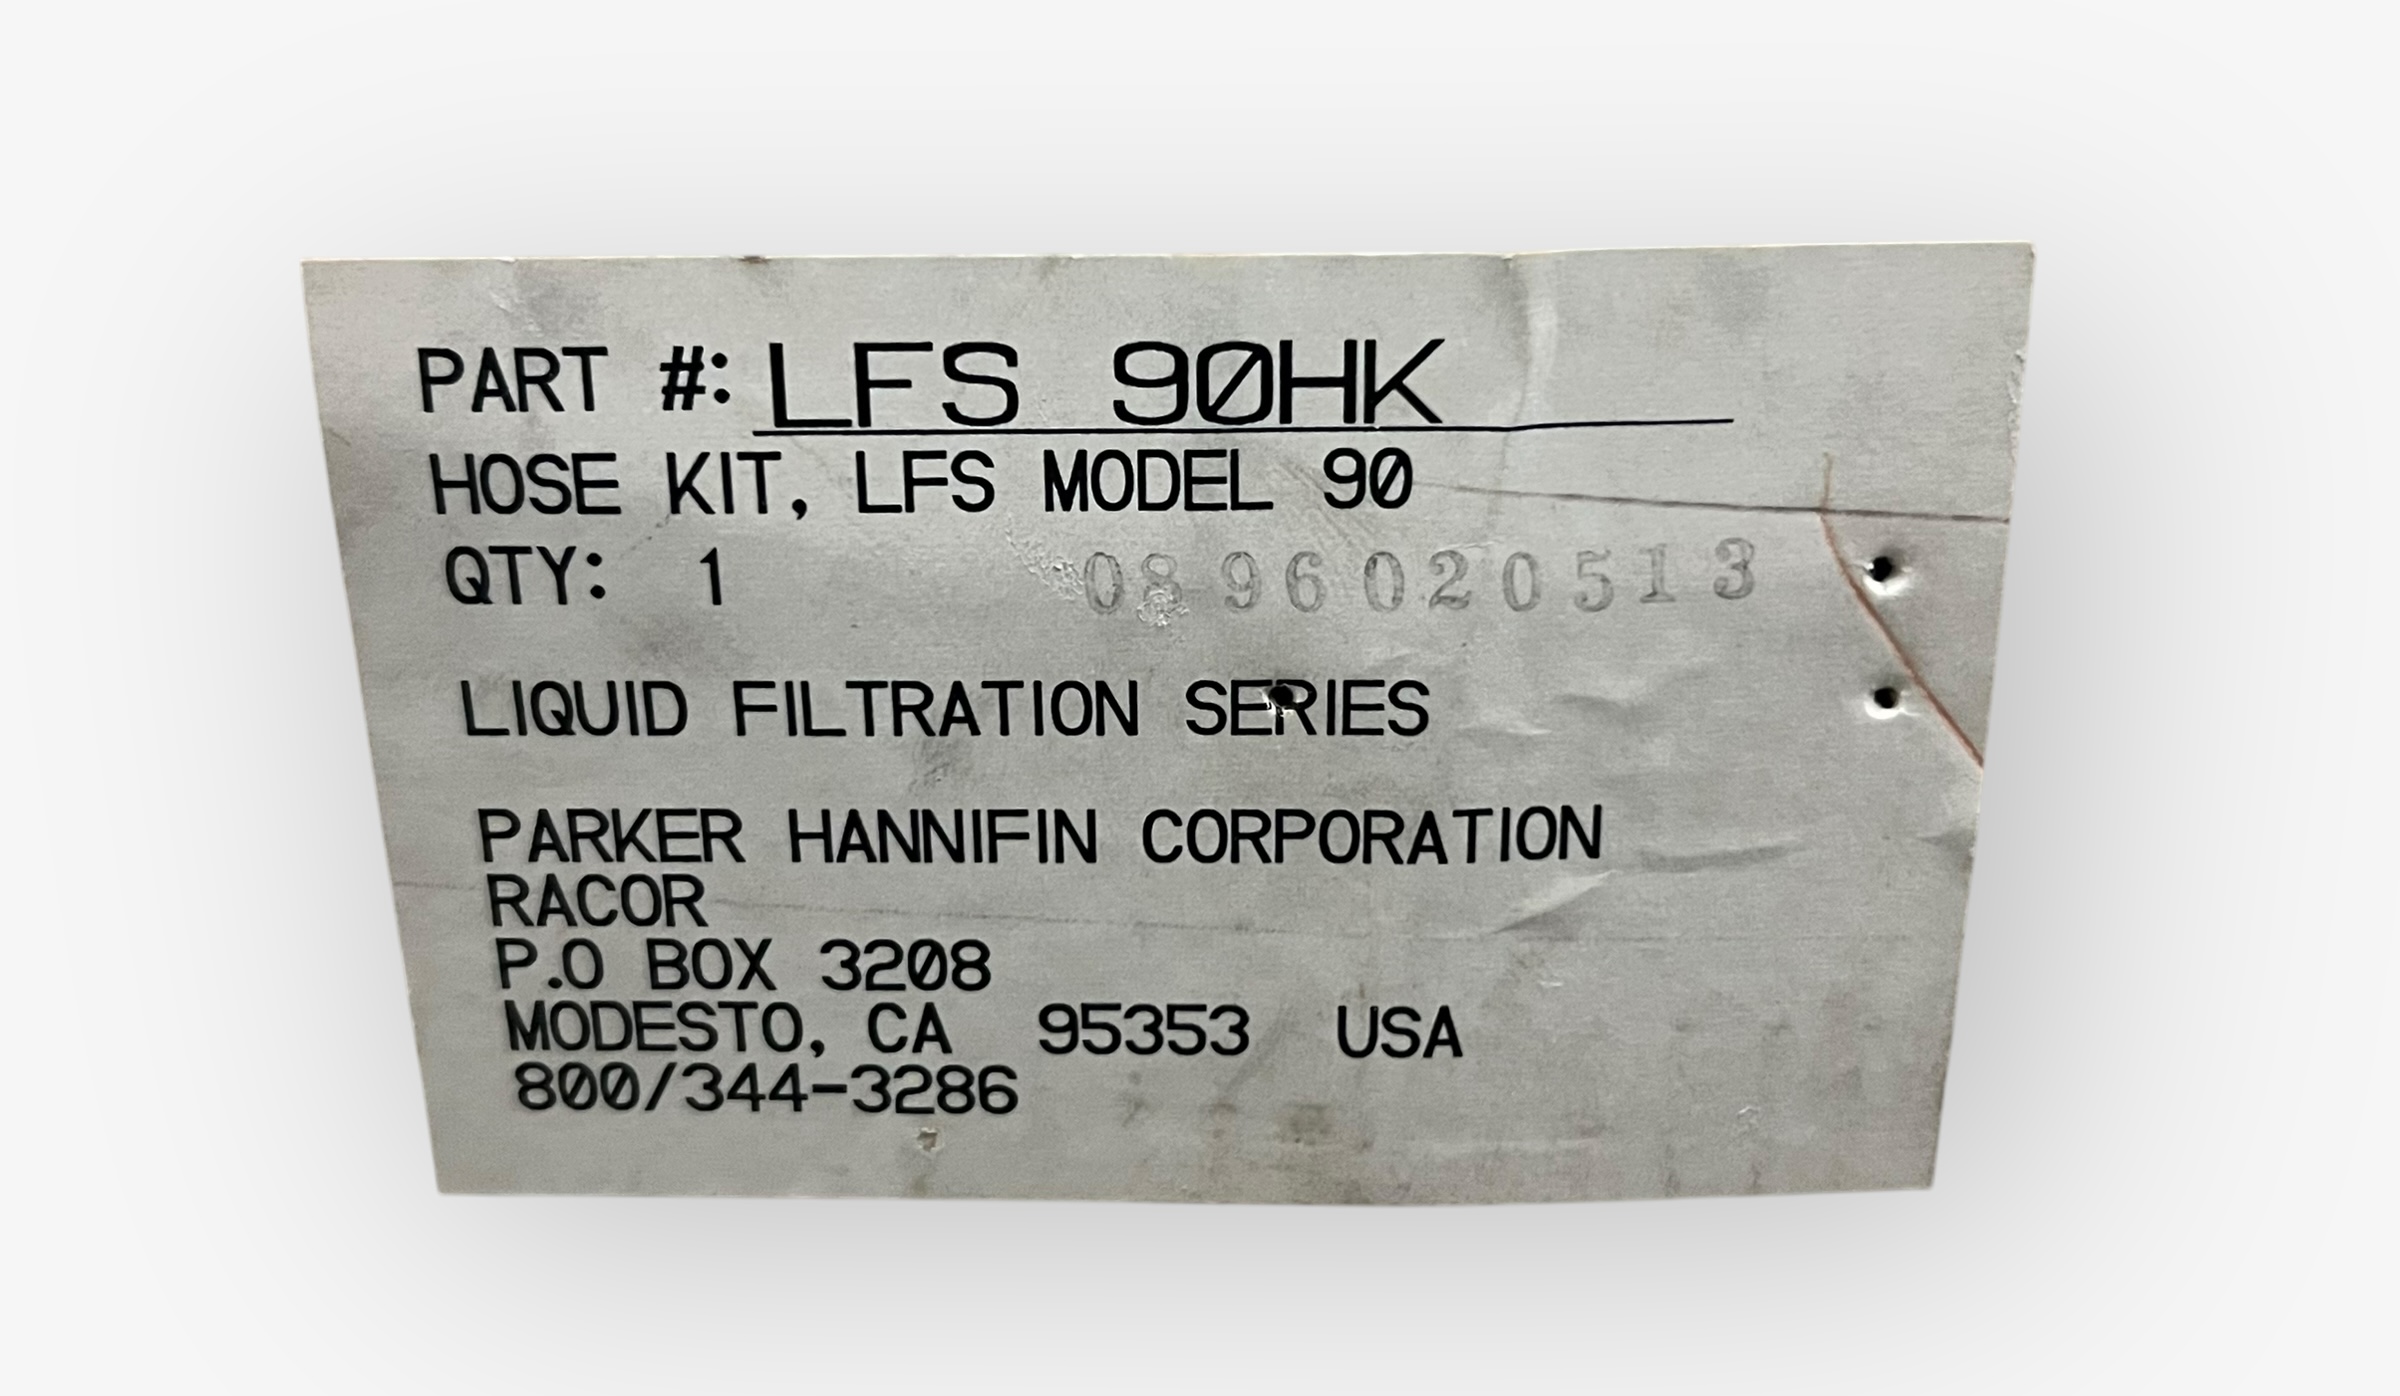 PART #: LFS 90HK
HOSE KIT, LFS MODEL 90
QTY: 1 0896020513
LIQUID FILTRATION SERIES
PARKER HANNIFIN CORPORATION
RACOR
P.O BOX 3208
MODESTO, CA 95353 USA
800/344-3286